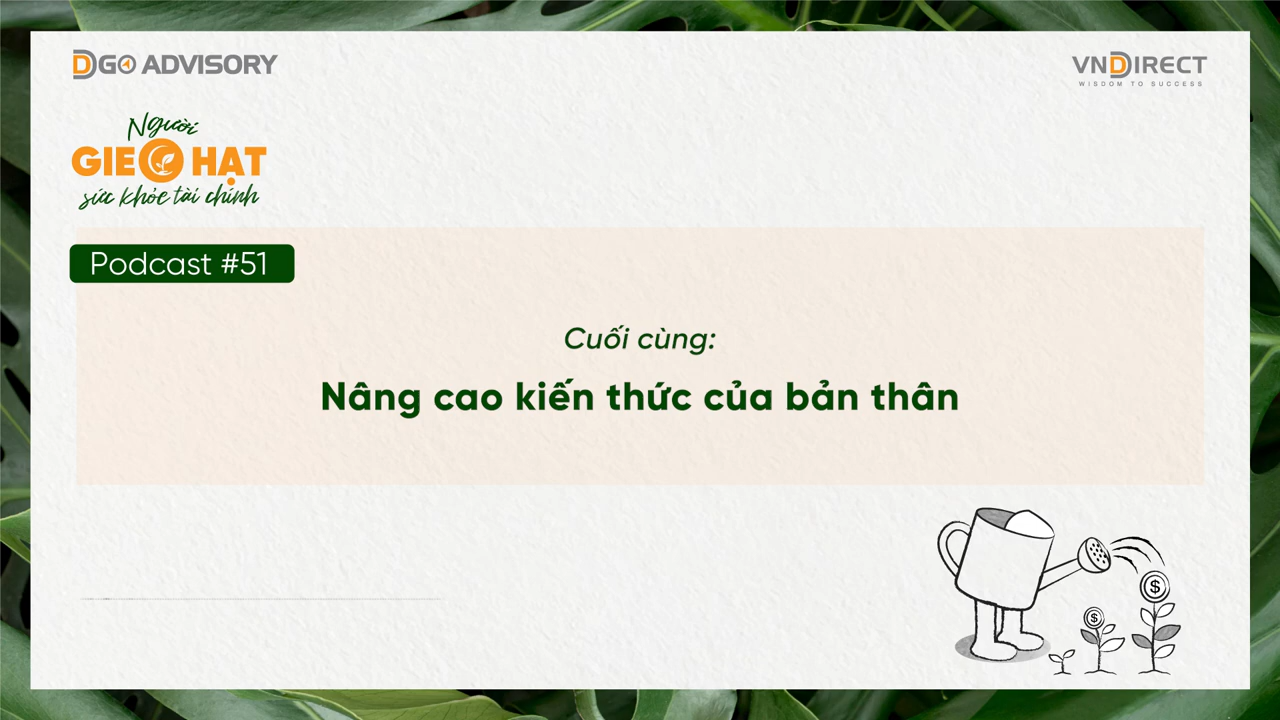 DGO ADVISORY
VNDIRECT
WISDOM TO SUCCESS
Người
GIEO HẠT
sức khỏe tài chính
Podcast #51
Cuối cùng:
Nâng cao kiến thức của bản thân
$
$